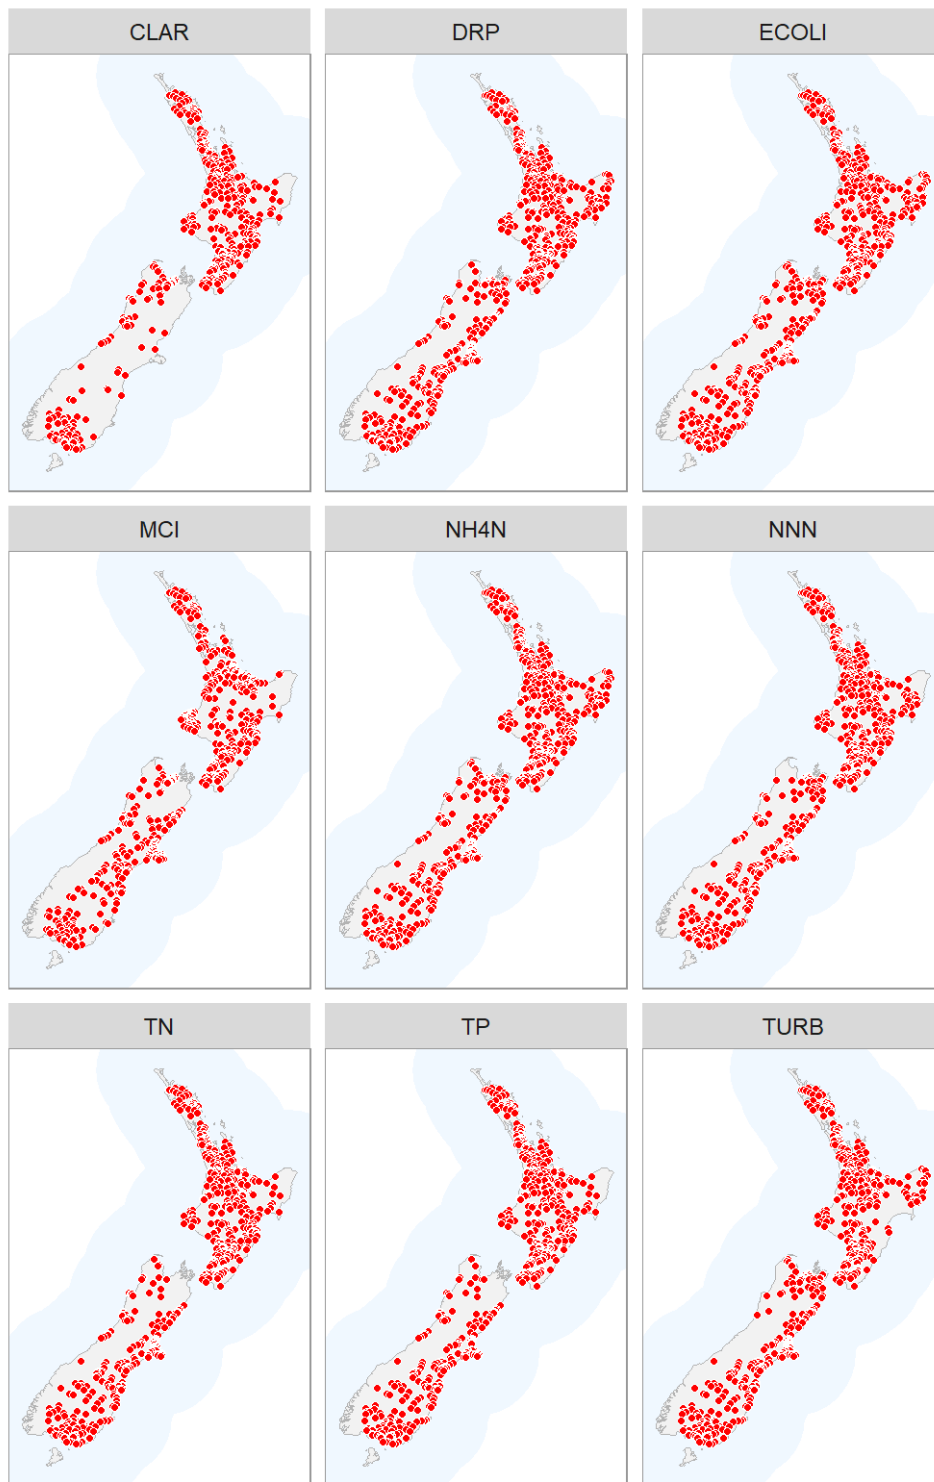 CLAR
DRP
ECOLI
MCI
NH4N
NNN
TN
TP
TURB